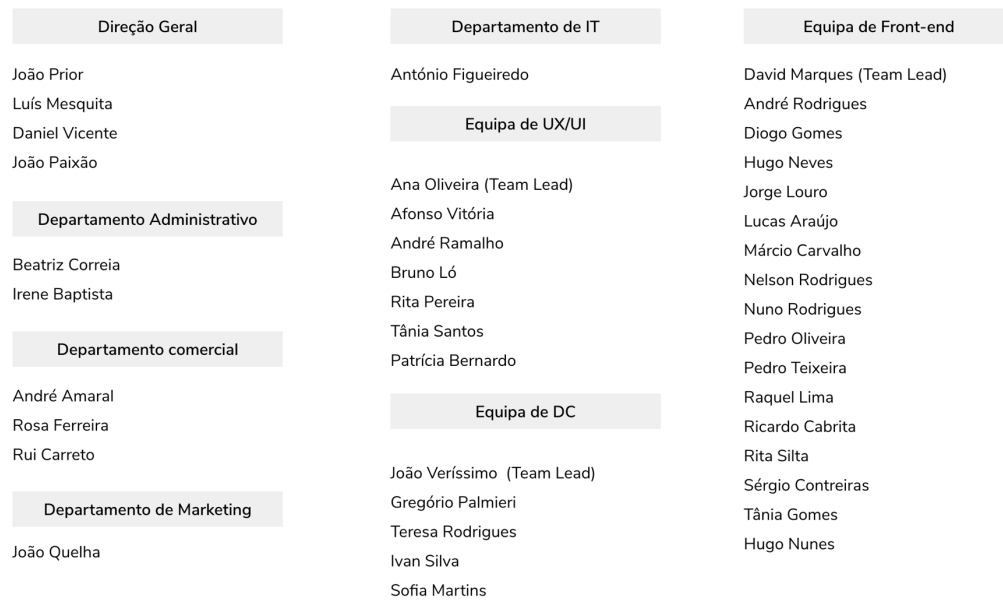 Direção Geral
João Prior
Luís Mesquita
Daniel Vicente
João Paixão
Departamento Administrativo
Beatriz Correia
Irene Baptista
Departamento comercial
André Amaral
Rosa Ferreira
Rui Carreto
Departamento de Marketing
João Quelha
Departamento de IT
António Figueiredo
Equipa de UX/UI
Ana Oliveira (Team Lead)
Afonso Vitória
André Ramalho
Bruno Ló
Rita Pereira
Tânia Santos
Patrícia Bernardo
Equipa de DC
João Veríssimo  (Team Lead)
Gregório Palmieri
Teresa Rodrigues
Ivan Silva
Sofia Martins
Equipa de Front-end
David Marques (Team Lead)
André Rodrigues
Diogo Gomes
Hugo Neves
Jorge Louro
Lucas Araújo
Márcio Carvalho
Nelson Rodrigues
Nuno Rodrigues
Pedro Oliveira
Pedro Teixeira
Raquel Lima
Ricardo Cabrita
Rita Silta
Sérgio Contreiras
Tânia Gomes
Hugo Nunes